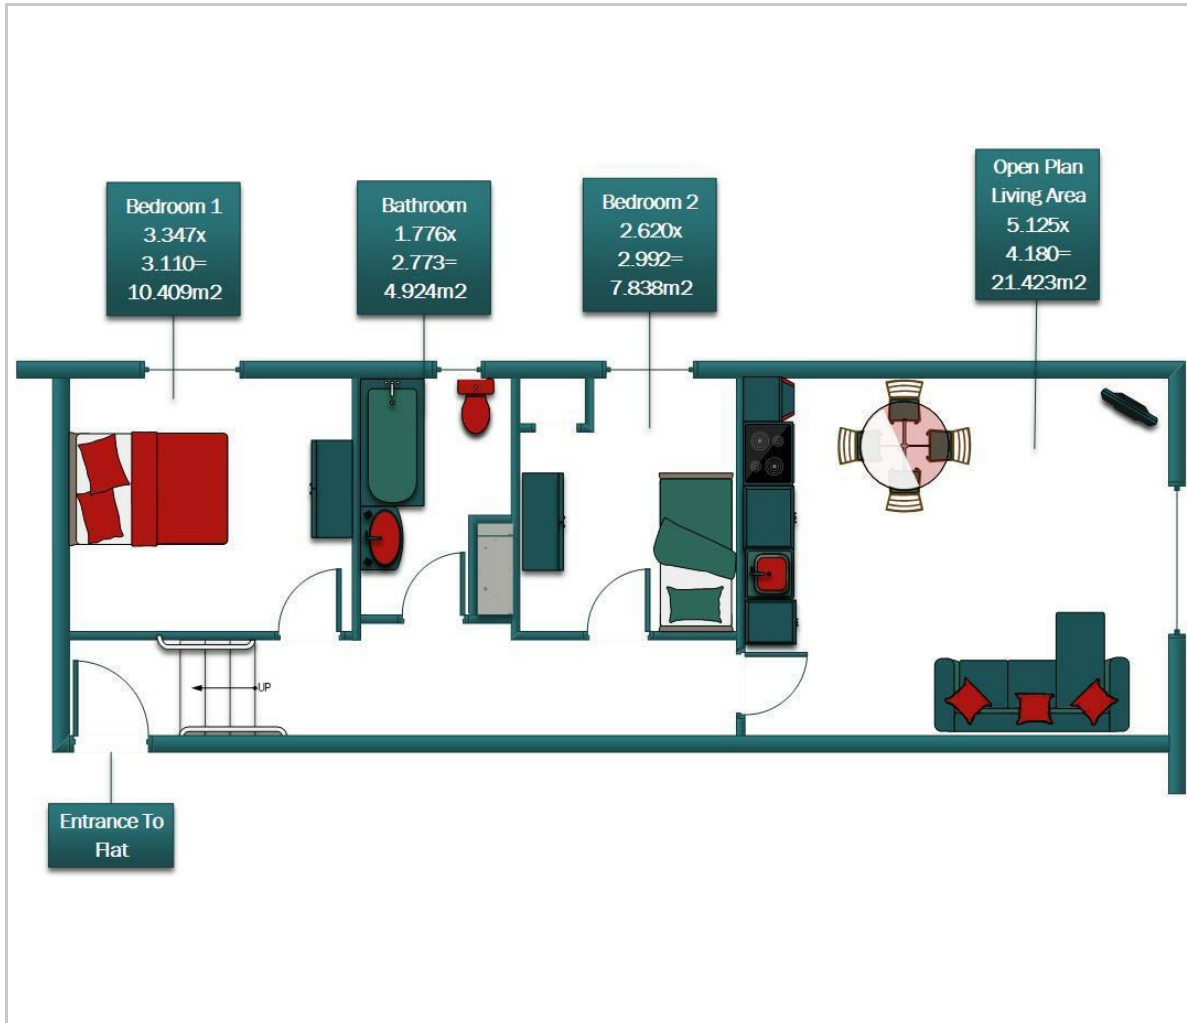 Bedroom 1
3.347x
3.110=
10.409m2
Bathroom
1.776x
2.773=
4.924m2
Bedroom 2
2.620x
2.992=
7.838m2
Open Plan
Living Area
5.125x
4.180=
21.423m2
UP
Entrance To
Flat